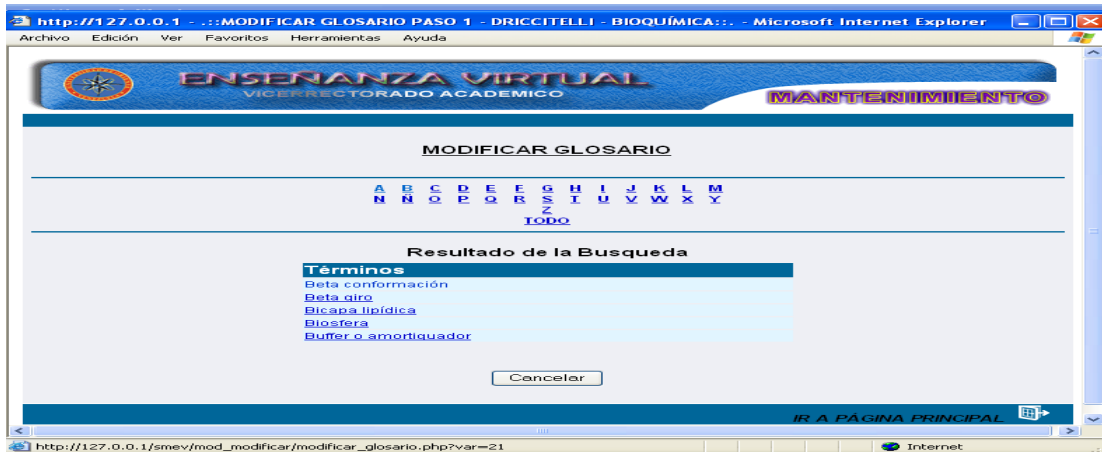 http://127.0.0.1 - .::MODIFICAR GLOSARIO PASO 1 - DRICCITELLI - BIOQUÍMICA::. - Microsoft Internet Explorer
Archivo Edición Ver Favoritos Herramientas Ayuda
ENSEÑANZA VIRTUAL
VICERRECTORADO ACADEMICO
MANTENIMIENTO
MODIFICAR GLOSARIO
A B C D E F G H I J K L M
N Ñ O P Q R S T U V W X Y
Z
TODO
Resultado de la Busqueda
Términos
Beta conformación
Beta giro
Bicapa lipídica
Biosfera
Buffer o amortiguador
Cancelar
IR A PÁGINA PRINCIPAL
http://127.0.0.1/smev/mod_modificar/modificar_glosario.php?var=21
Internet